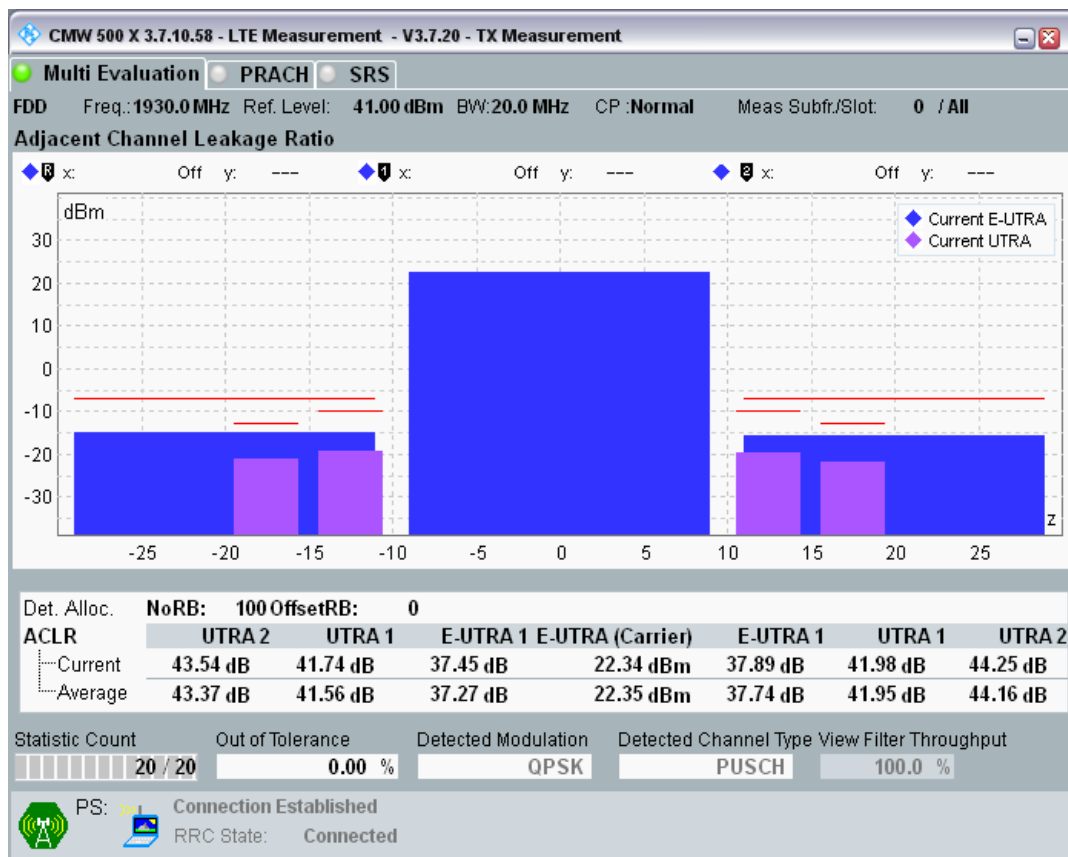 CMW 500 X 3.7.10.58 - LTE Measurement - V3.7.20 - TX Measurement
Multi Evaluation PRACH SRS
FDD Freq.:1930.0 MHz Ref. Level: 41.00 dBm BW:20.0 MHz CP :Normal Meas Subfr./Slot: 0 / All
Adjacent Channel Leakage Ratio
R x: Off y: --- 1 x: Off y: --- 2 x: Off y: ---
dBm
Current E-UTRA
Current UTRA
30
20
10
0
-10
-20
-30
z
-25 -20 -15 -10 -5 0 5 10 15 20 25
Det. Alloc. NoRB: 100 OffsetRB: 0
ACLR UTRA 2 UTRA 1 E-UTRA 1 E-UTRA (Carrier) E-UTRA 1 UTRA 1 UTRA 2
Current 43.54 dB 41.74 dB 37.45 dB 22.34 dBm 37.89 dB 41.98 dB 44.25 dB
Average 43.37 dB 41.56 dB 37.27 dB 22.35 dBm 37.74 dB 41.95 dB 44.16 dB
Statistic Count Out of Tolerance Detected Modulation Detected Channel Type View Filter Throughput
20 / 20 0.00 % QPSK PUSCH 100.0 %
PS: Connection Established
RRC State: Connected